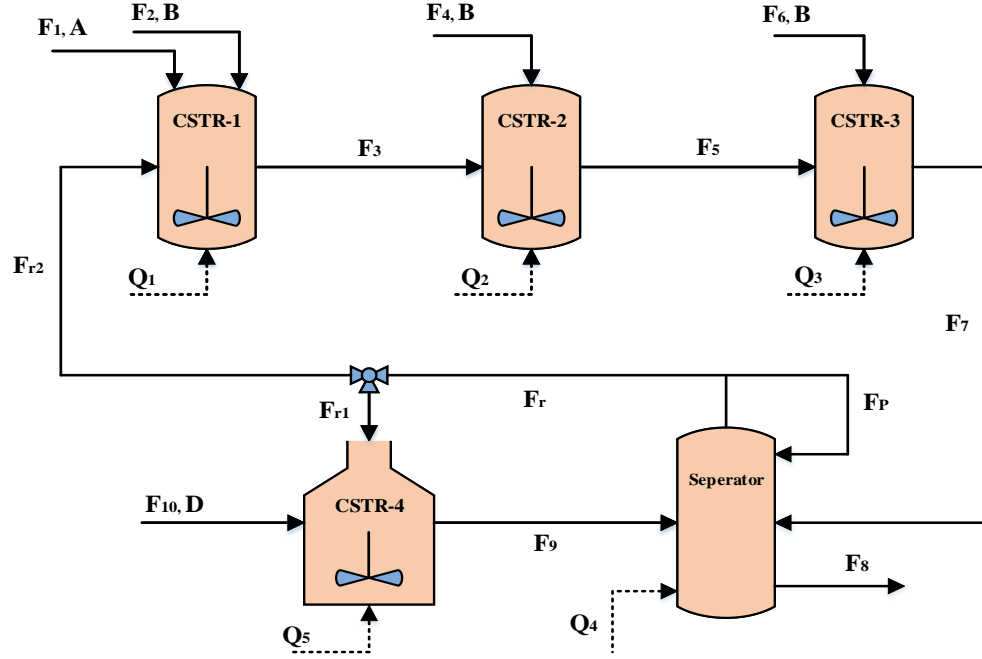 F₁, A
F₂, B
F₄, B
F₆, B
CSTR-1
CSTR-2
CSTR-3
F₃
F₅
Q₁
Q₂
Q₃
Fr2
F₇
Fr1
Fr
FP
Seperator
F₁₀, D
CSTR-4
F₉
F₈
Q₅
Q₄